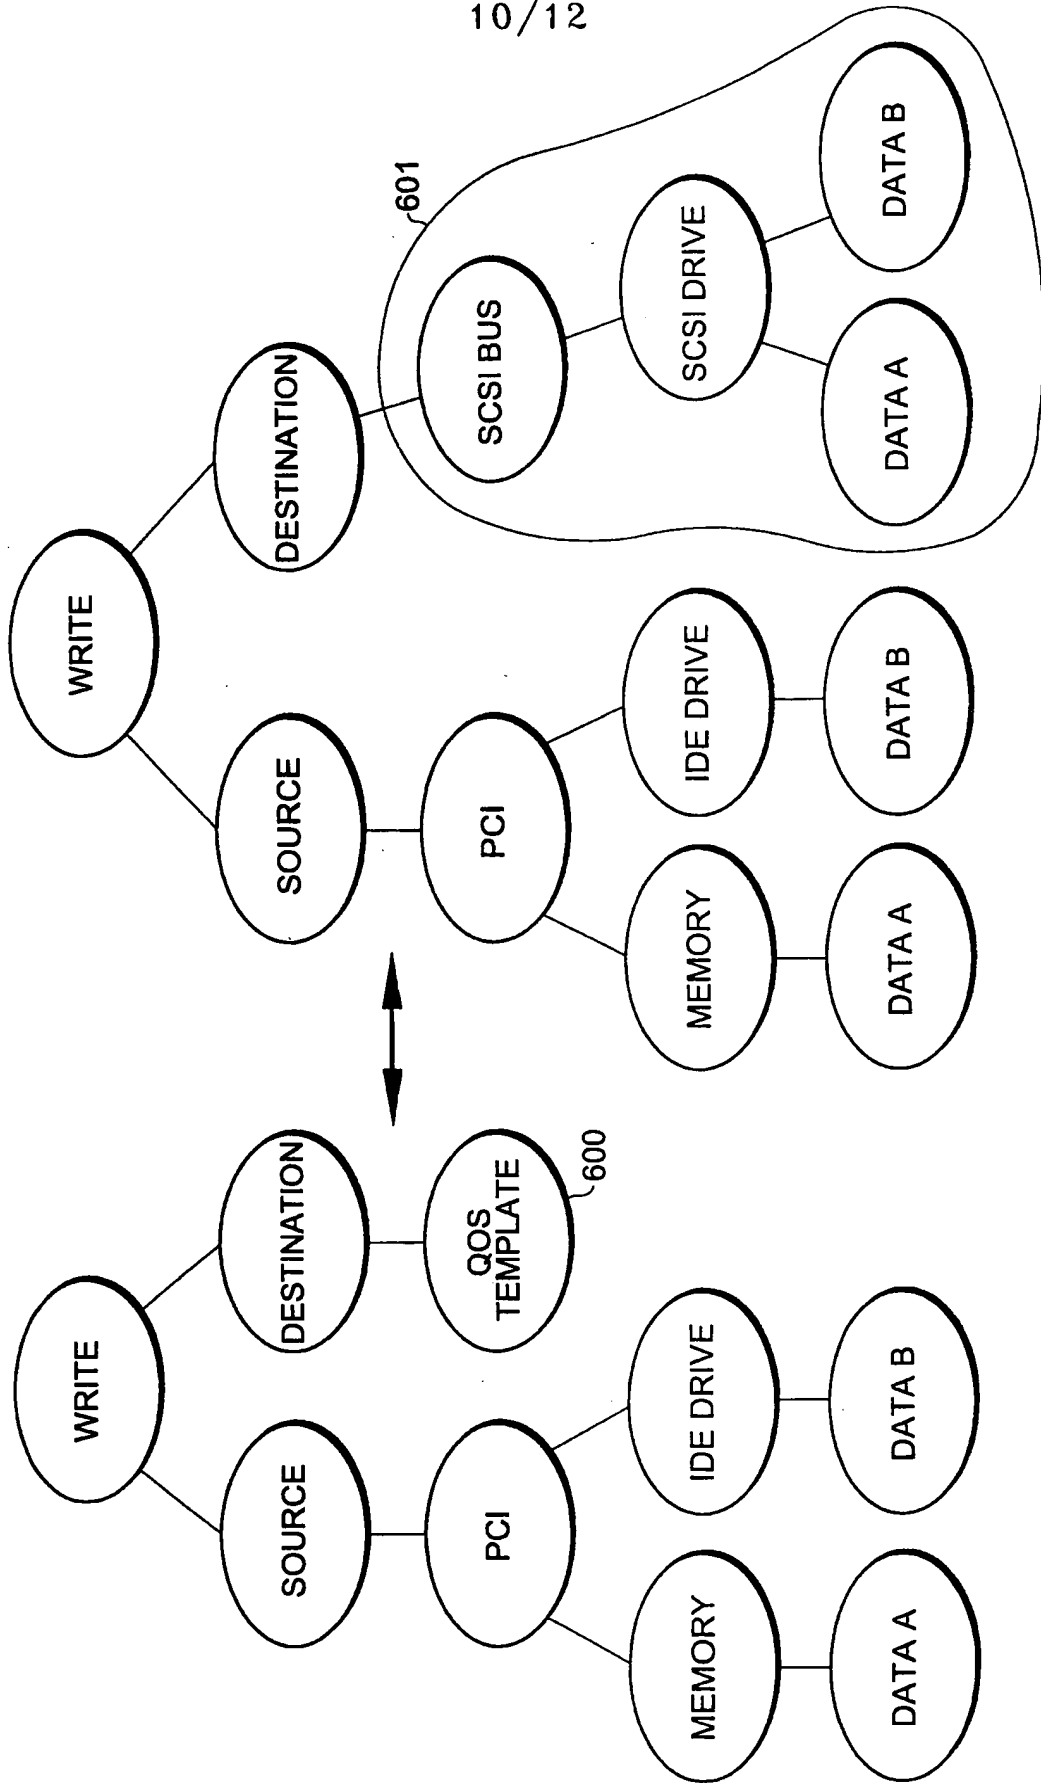 10/12
WRITE
SOURCE
DESTINATION
PCI
QOS
TEMPLATE
600
MEMORY
IDE DRIVE
DATA A
DATA B
WRITE
SOURCE
DESTINATION
601
PCI
SCSI BUS
MEMORY
IDE DRIVE
SCSI DRIVE
DATA A
DATA B
DATA A
DATA B